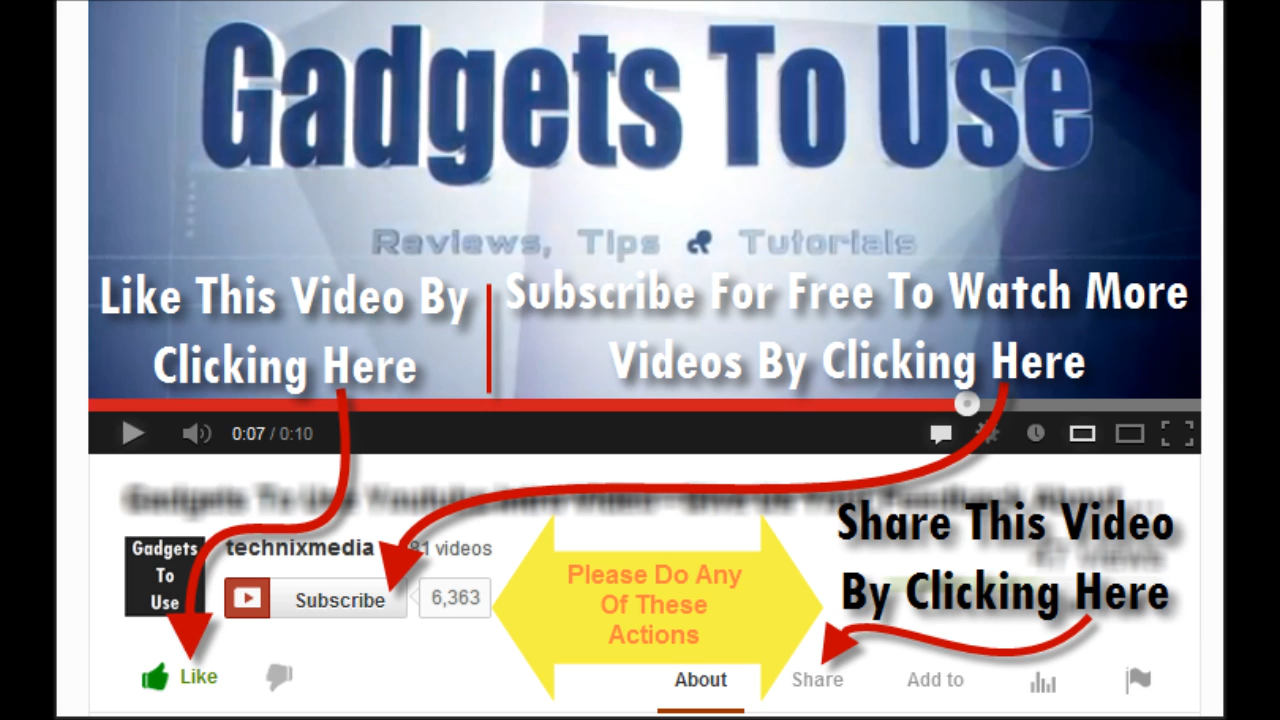 Gadgets To Use
Reviews, Tips & Tutorials
Like This Video By
Clicking Here
Subscribe For Free To Watch More
Videos By Clicking Here
0:07 / 0:10
Share This Video
By Clicking Here
Gadgets
To
Use
technixmedia
81 videos
Subscribe
6,363
Please Do Any
Of These
Actions
Like
About
Share
Add to